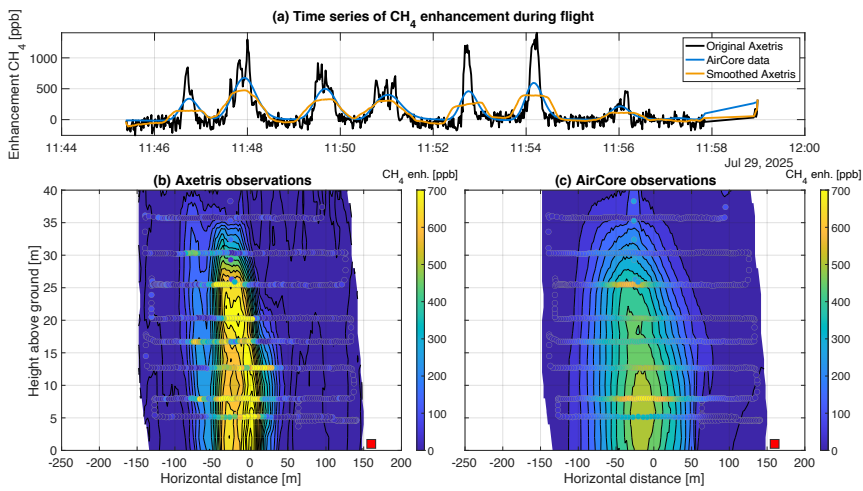 (a) Time series of CH4 enhancement during flight
Enhancement CH4 [ppb]
1000
500
0
Original Axetris
AirCore data
Smoothed Axetris
11:44 11:46 11:48 11:50 11:52 11:54 11:56 11:58 12:00
Jul 29, 2025
(b) Axetris observations
CH4 enh. [ppb]
Height above ground [m]
40
35
30
25
20
15
10
5
0
-250 -200 -150 -100 -50 0 50 100 150 200
Horizontal distance [m]
700
600
500
400
300
200
100
0
(c) AirCore observations
CH4 enh. [ppb]
-250 -200 -150 -100 -50 0 50 100 150 200
Horizontal distance [m]
700
600
500
400
300
200
100
0